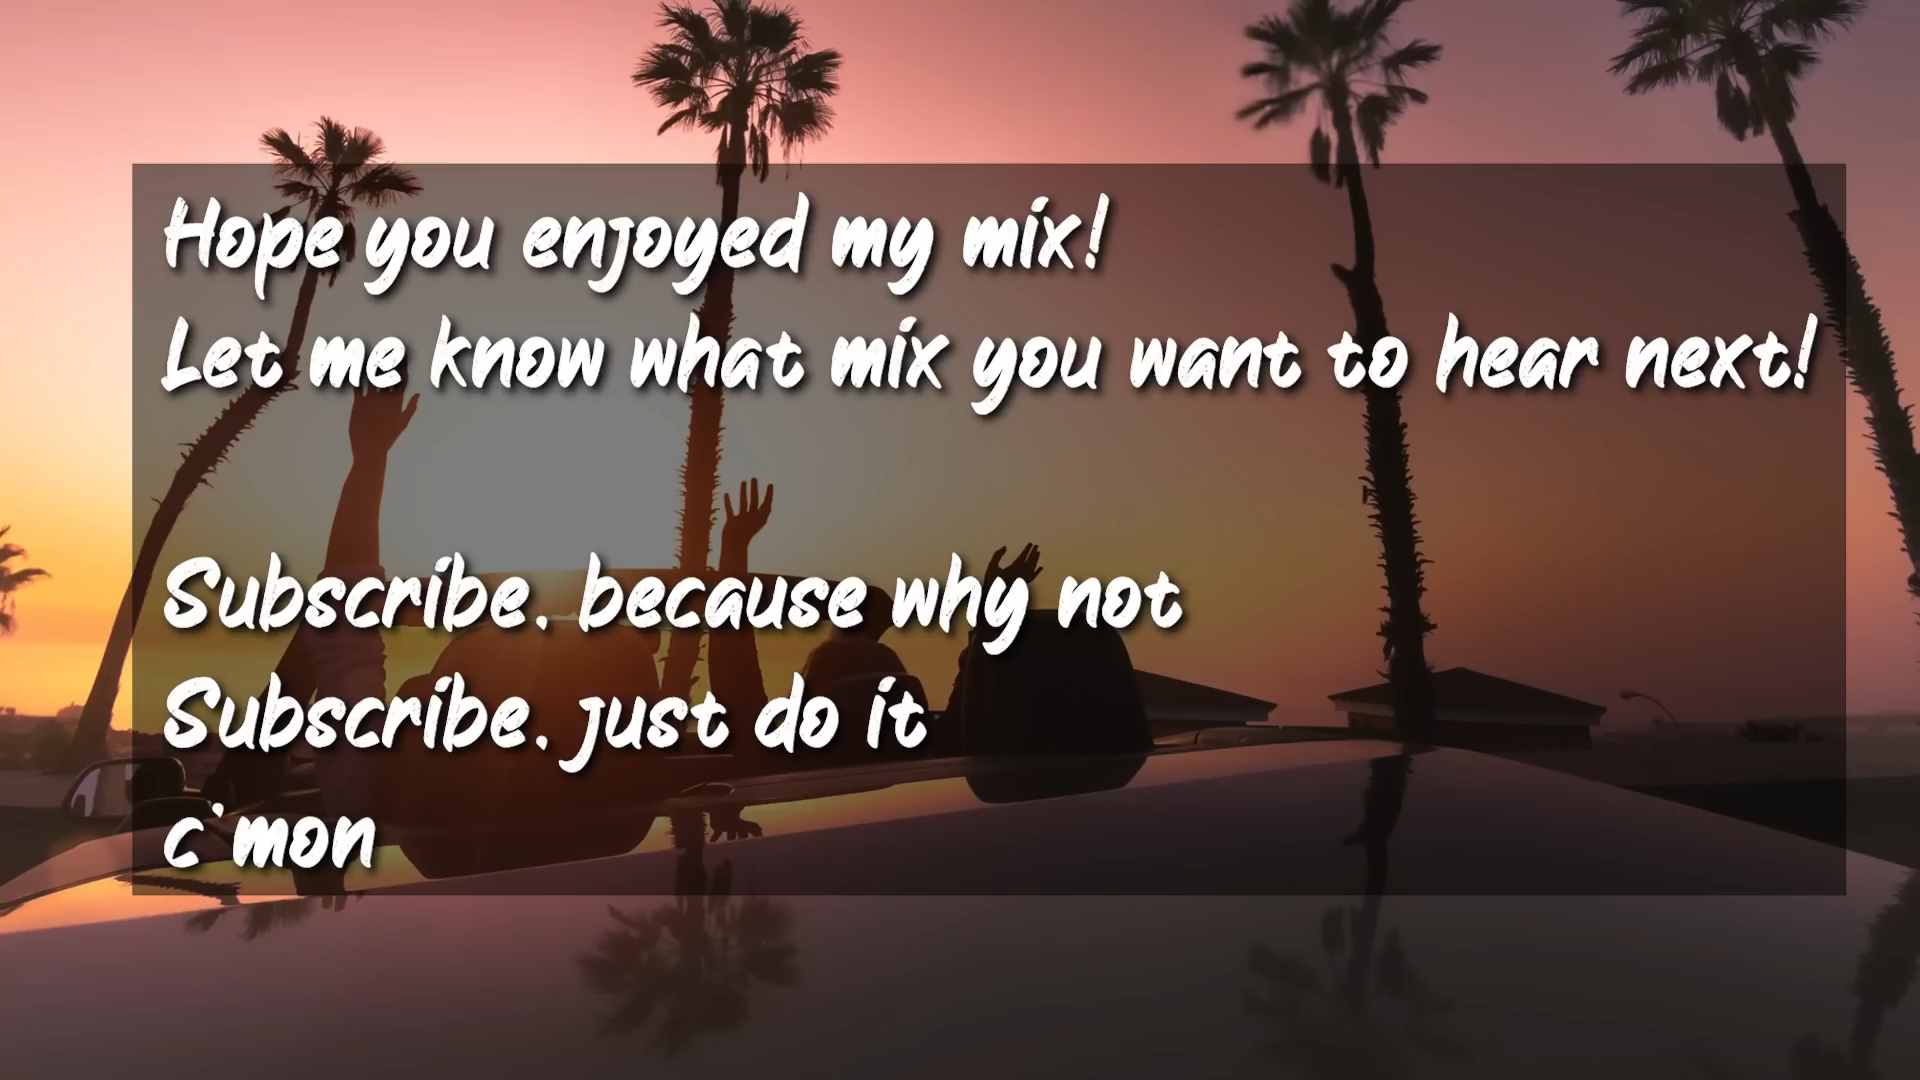 Hope you enjoyed my mix!
Let me know what mix you want to hear next!
Subscribe, because why not
Subscribe, just do it
c'mon